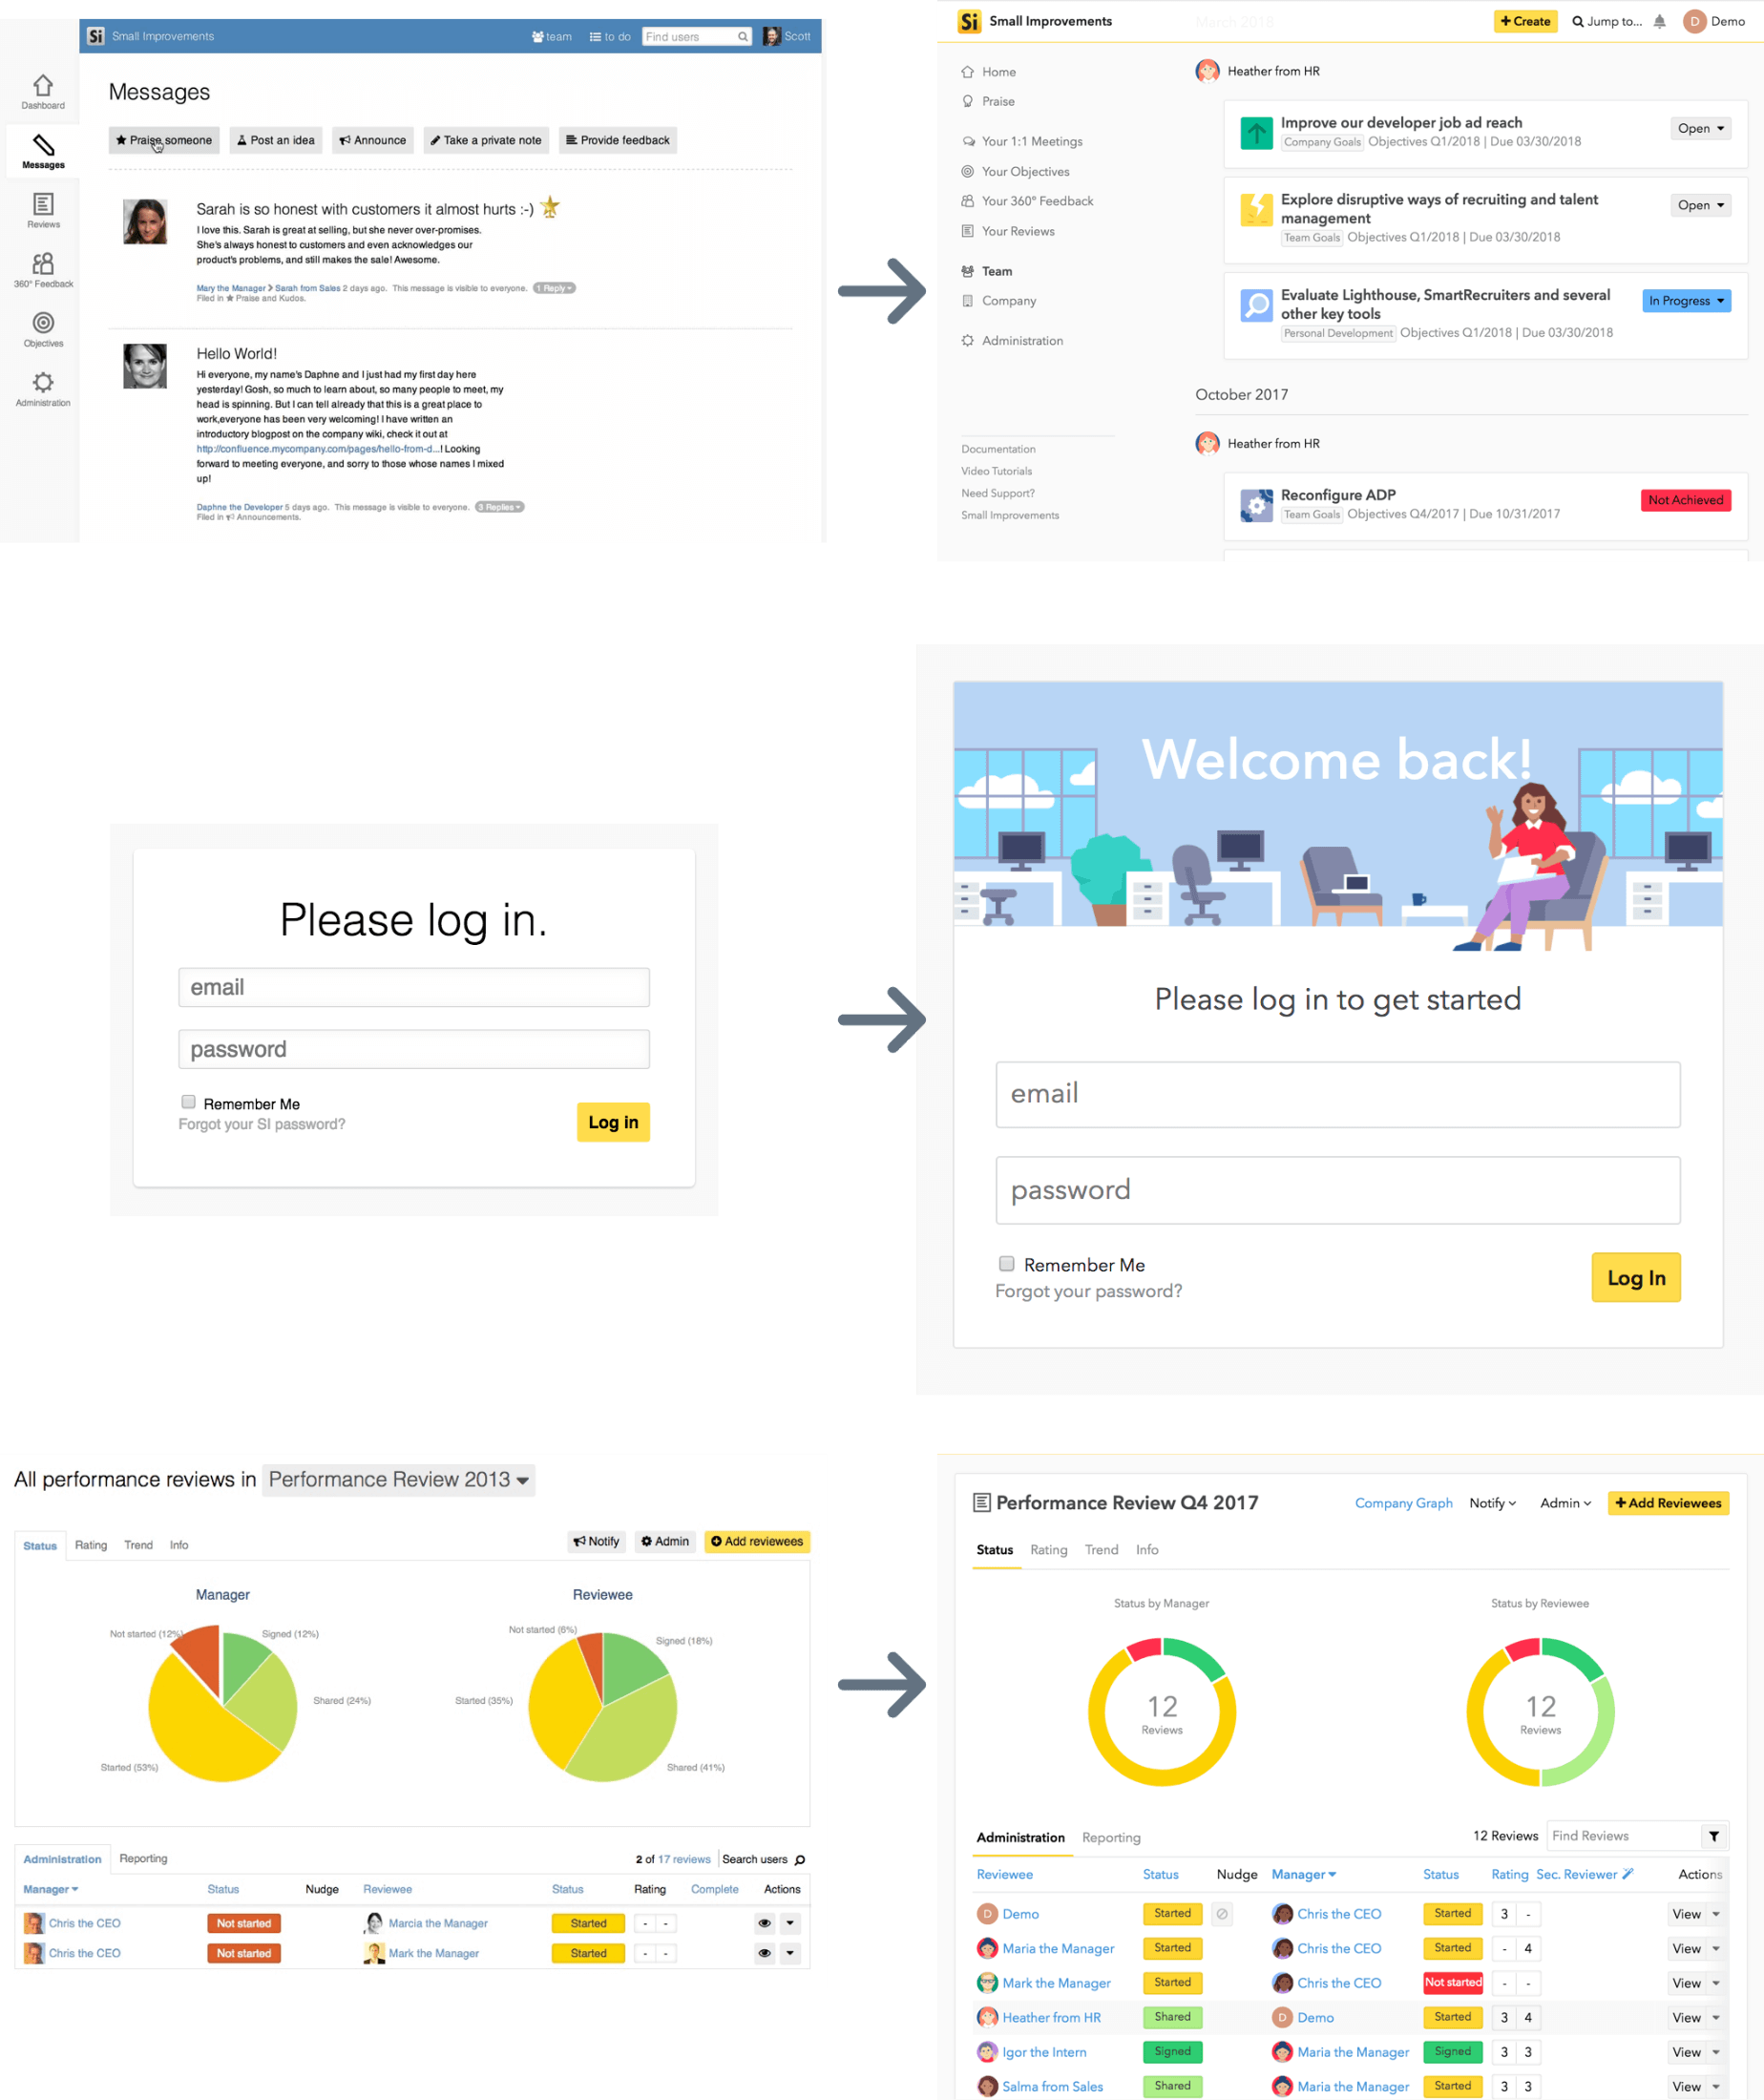 Si Small Improvements
team
to do
Find users
Scott
Dashboard
Messages
Reviews
360° Feedback
Objectives
Administration
Messages
Praise someone
Post an idea
Announce
Take a private note
Provide feedback
Sarah is so honest with customers it almost hurts :-)
I love this. Sarah is great at selling, but she never over-promises.
She's always honest to customers and even acknowledges our
product's problems, and still makes the sale! Awesome.
Mary the Manager > Sarah from Sales 2 days ago. This message is visible to everyone. 1 Reply
Filed in Praise and Kudos.
Hello World!
Hi everyone, my name's Daphne and I just had my first day here
yesterday! Gosh, so much to learn about, so many people to meet, my
head is spinning. But I can tell already that this is a great place to
work,everyone has been very welcoming! I have written an
introductory blogpost on the company wiki, check it out at
http://confluence.mycompany.com/pages/hello-from-d...! Looking
forward to meeting everyone, and sorry to those whose names I mixed
up!
Daphne the Developer 5 days ago. This message is visible to everyone. 3 Replies
Filed in Announcements.
Si Small Improvements
March 2018
+ Create
Jump to...
D Demo
Home
Praise
Your 1:1 Meetings
Your Objectives
Your 360° Feedback
Your Reviews
Team
Company
Administration
Documentation
Video Tutorials
Need Support?
Small Improvements
Heather from HR
Improve our developer job ad reach
Company Goals Objectives Q1/2018 | Due 03/30/2018
Open
Explore disruptive ways of recruiting and talent
management
Team Goals Objectives Q1/2018 | Due 03/30/2018
Open
Evaluate Lighthouse, SmartRecruiters and several
other key tools
Personal Development Objectives Q1/2018 | Due 03/30/2018
In Progress
October 2017
Heather from HR
Reconfigure ADP
Team Goals Objectives Q4/2017 | Due 10/31/2017
Not Achieved
Please log in.
email
password
Remember Me
Forgot your SI password?
Log in
Welcome back!
Please log in to get started
email
password
Remember Me
Forgot your password?
Log In
All performance reviews in Performance Review 2013
Status Rating Trend Info
Notify Admin Add reviewees
Manager
Not started (12%)
Signed (12%)
Shared (24%)
Started (53%)
Reviewee
Not started (6%)
Signed (18%)
Started (35%)
Shared (41%)
Administration Reporting
2 of 17 reviews Search users
Manager Status Nudge Reviewee Status Rating Complete Actions
Chris the CEO Not started Marcia the Manager Started - -
Chris the CEO Not started Mark the Manager Started - -
Performance Review Q4 2017
Company Graph Notify Admin + Add Reviewees
Status Rating Trend Info
Status by Manager
12
Reviews
Status by Reviewee
12
Reviews
Administration Reporting
12 Reviews Find Reviews
Reviewee Status Nudge Manager Status Rating Sec. Reviewer Actions
D Demo Started Chris the CEO Started 3 - View
Maria the Manager Started Chris the CEO Started - 4 View
Mark the Manager Started Chris the CEO Not started - - View
Heather from HR Shared D Demo Started 3 4 View
Igor the Intern Signed Maria the Manager Signed 3 3 View
Salma from Sales Shared Maria the Manager Started 3 3 View